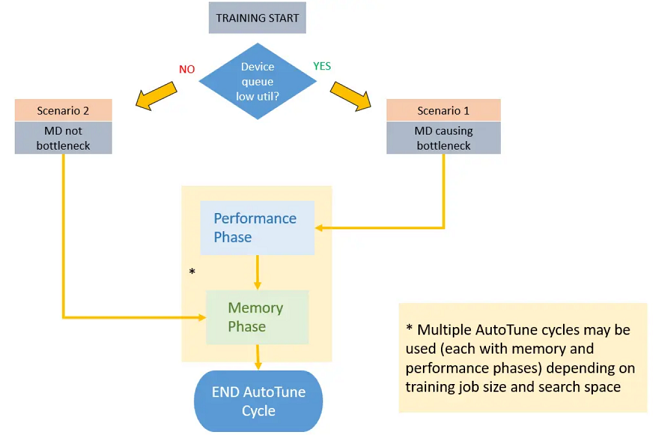 TRAINING START
Device
queue
low util?
NO
YES
Scenario 2
MD not
bottleneck
Scenario 1
MD causing
bottleneck
Performance
Phase
*
Memory
Phase
END AutoTune
Cycle
* Multiple AutoTune cycles may be
used (each with memory and
performance phases) depending on
training job size and search space